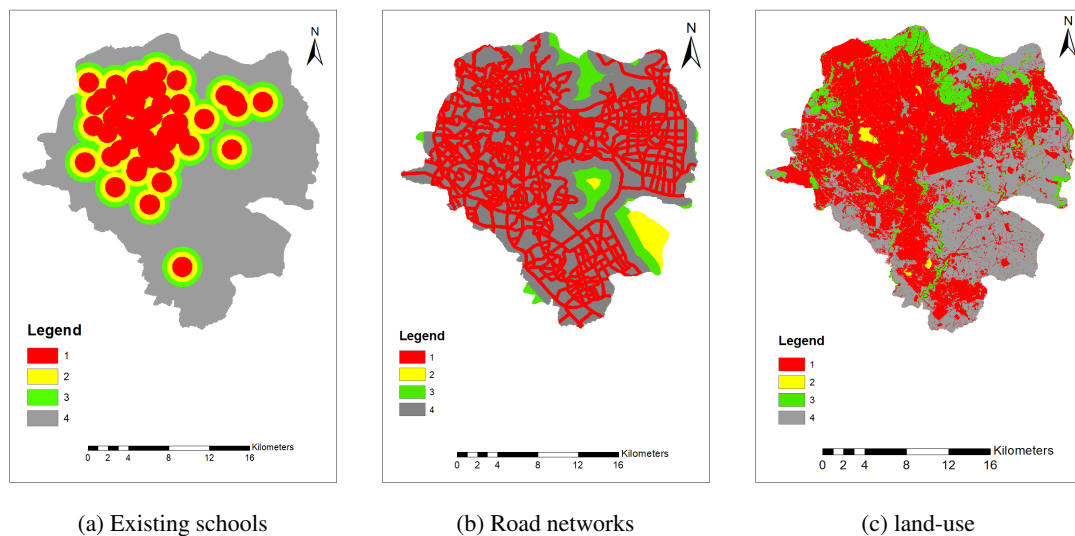 N
Legend
1
2
3
4
Kilometers
0 2 4 8 12 16
(a) Existing schools
N
Legend
1
2
3
4
Kilometers
0 2 4 8 12 16
(b) Road networks
N
Legend
1
2
3
4
Kilometers
0 2 4 8 12 16
(c) land-use